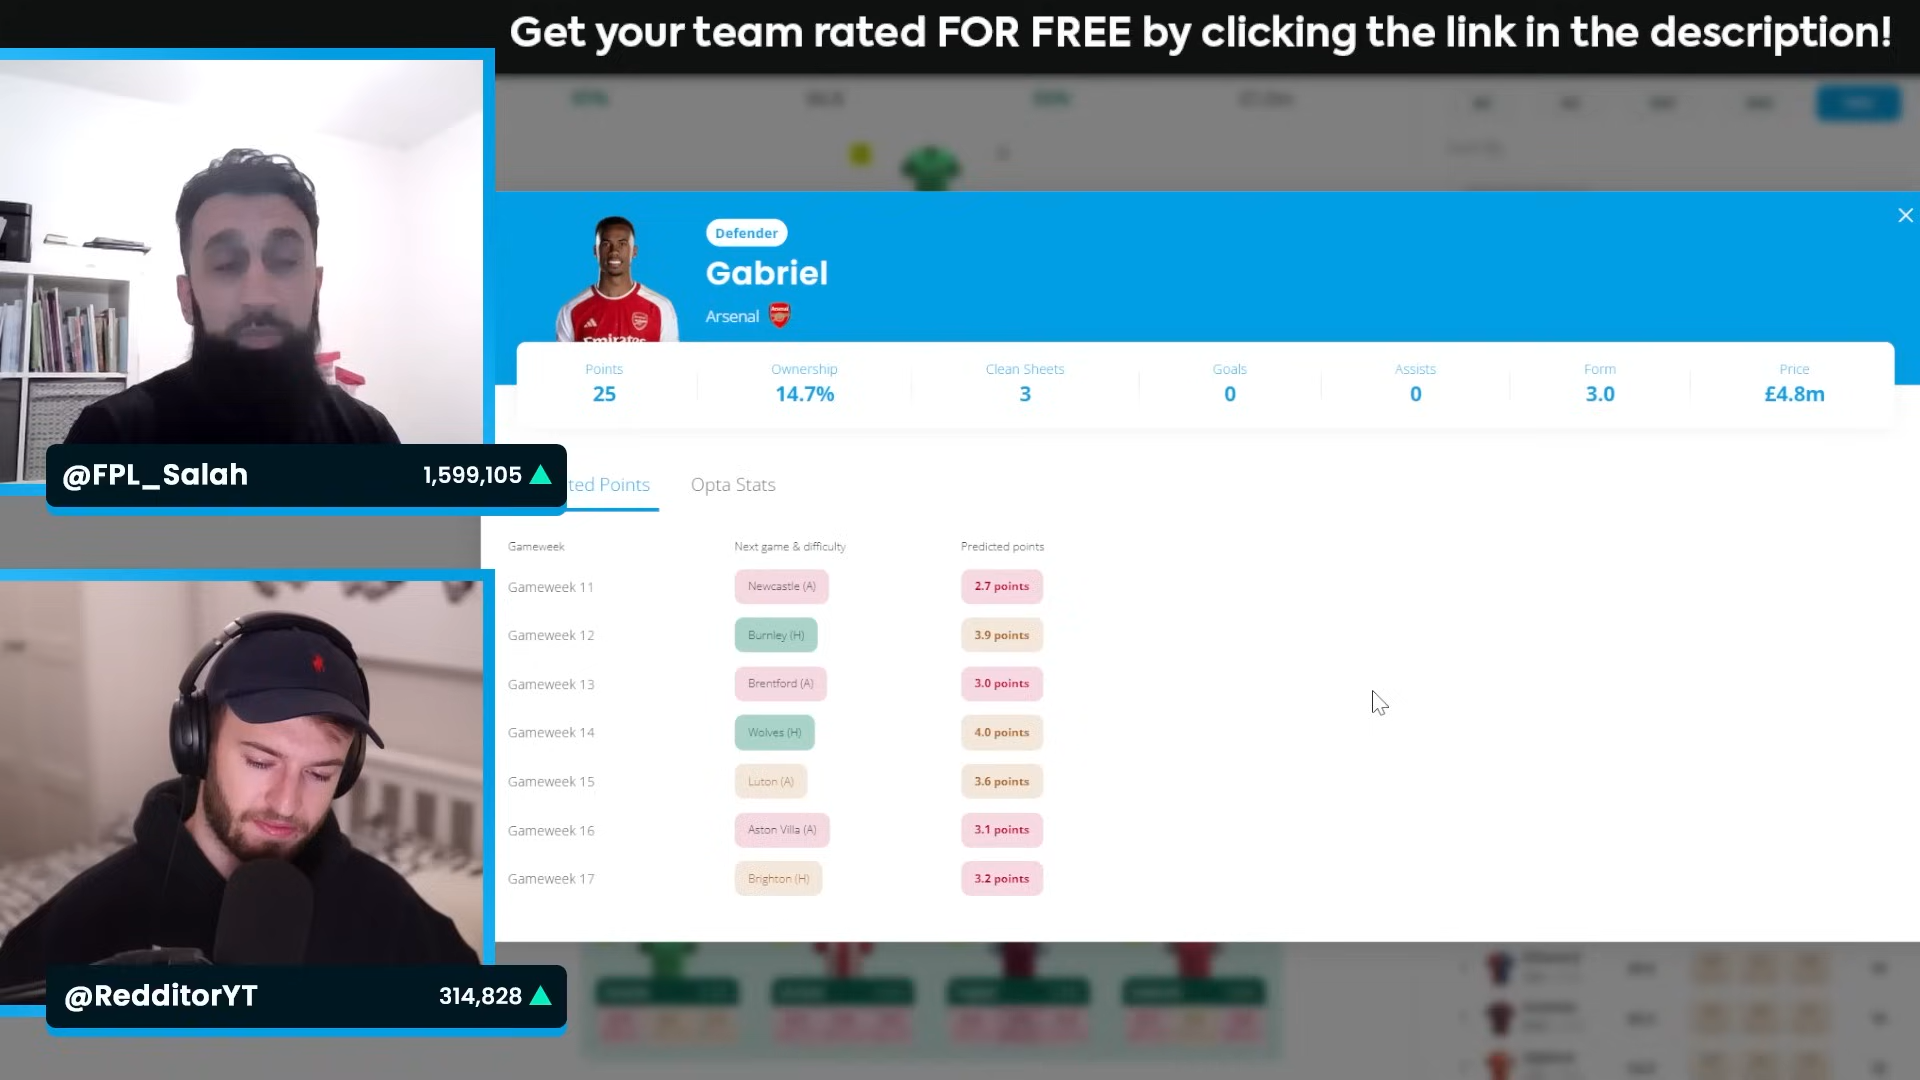 Get your team rated FOR FREE by clicking the link in the description!
Defender
Gabriel
Arsenal
Points Ownership Clean Sheets Goals Assists Form Price
25 14.7% 3 0 0 3.0 £4.8m
@FPL_Salah 1,599,105
Points Opta Stats
Gameweek Next game & difficulty Predicted points
Gameweek 11 Newcastle (A) 2.7 points
Gameweek 12 Burnley (H) 3.9 points
Gameweek 13 Brentford (A) 3.0 points
Gameweek 14 Wolves (H) 4.0 points
Gameweek 15 Luton (A) 3.6 points
Gameweek 16 Aston Villa (A) 3.1 points
Gameweek 17 Brighton (H) 3.2 points
@RedditorYT 314,828